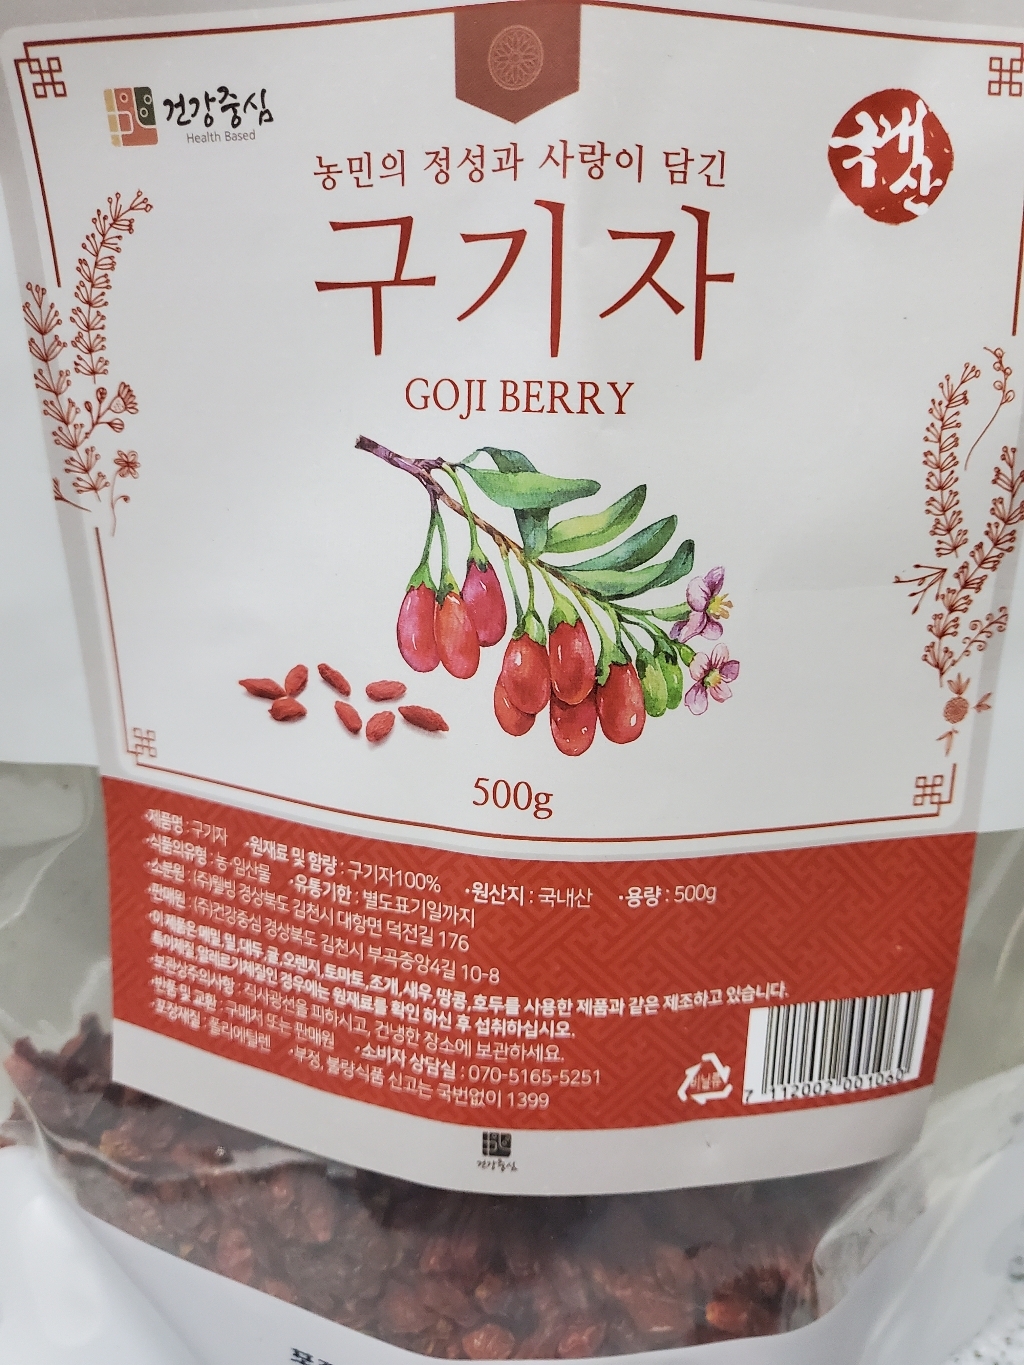 건강중심
Health Based
국내산
농민의 정성과 사랑이 담긴
구기자
GOJI BERRY
500g
·제품명 : 구기자 ·원재료 및 함량 : 구기자100% ·원산지 : 국내산 ·용량 : 500g
·식품의유형 : 농·임산물 ·유통기한 : 별도표기일까지
·소분원 : (주)웰빙 경상북도 김천시 대항면 덕전길 176
·판매원 : (주)건강중심 경상북도 김천시 부곡중앙4길 10-8
·이 제품은 메밀,밀,대두,굴,오렌지,토마토,조개,새우,땅콩,호두를 사용한 제품과 같은 제조하고 있습니다.
특이체질,알레르기체질인 경우에는 원재료를 확인 하신 후 섭취하십시오.
·보관상주의사항 : 직사광선을 피하시고, 건냉한 장소에 보관하세요.
·반품 및 교환 : 구매처 또는 판매원 ·소비자 상담실 : 070-5165-5251
·포장재질 : 폴리에틸렌 ·부정, 불량식품 신고는 국번없이 1399
비닐류
7 112002 001060
건강중심